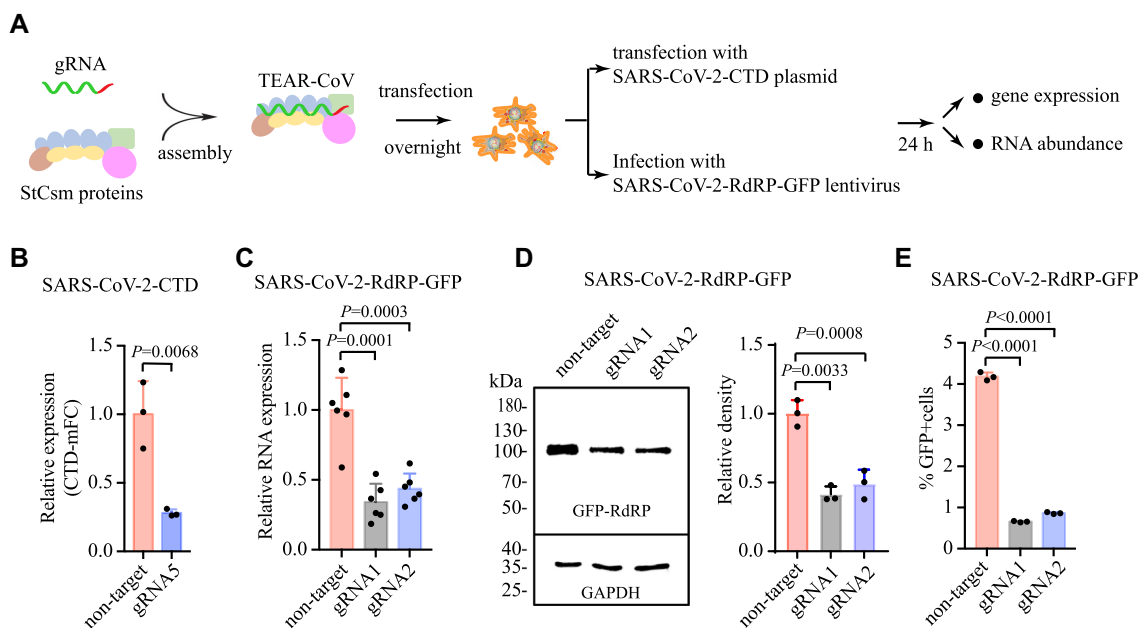 A
gRNA
StCsm proteins
assembly
TEAR-CoV
transfection
overnight
transfection with
SARS-CoV-2-CTD plasmid
Infection with
SARS-CoV-2-RdRP-GFP lentivirus
24 h
gene expression
RNA abundance
B
SARS-CoV-2-CTD
Relative expression
(CTD-mFC)
1.5
1.0
0.5
0.0
P=0.0068
non-target
gRNA5
C
SARS-CoV-2-RdRP-GFP
Relative RNA expression
1.5
1.0
0.5
0.0
P=0.0003
P=0.0001
non-target
gRNA1
gRNA2
D
SARS-CoV-2-RdRP-GFP
non-target
gRNA1
gRNA2
kDa
180-
130-
100-
70-
50-
40-
35-
25-
GFP-RdRP
GAPDH
Relative density
1.5
1.0
0.5
0.0
P=0.0008
P=0.0033
non-target
gRNA1
gRNA2
E
SARS-CoV-2-RdRP-GFP
% GFP+cells
5
4
3
2
1
0
P<0.0001
P<0.0001
non-target
gRNA1
gRNA2